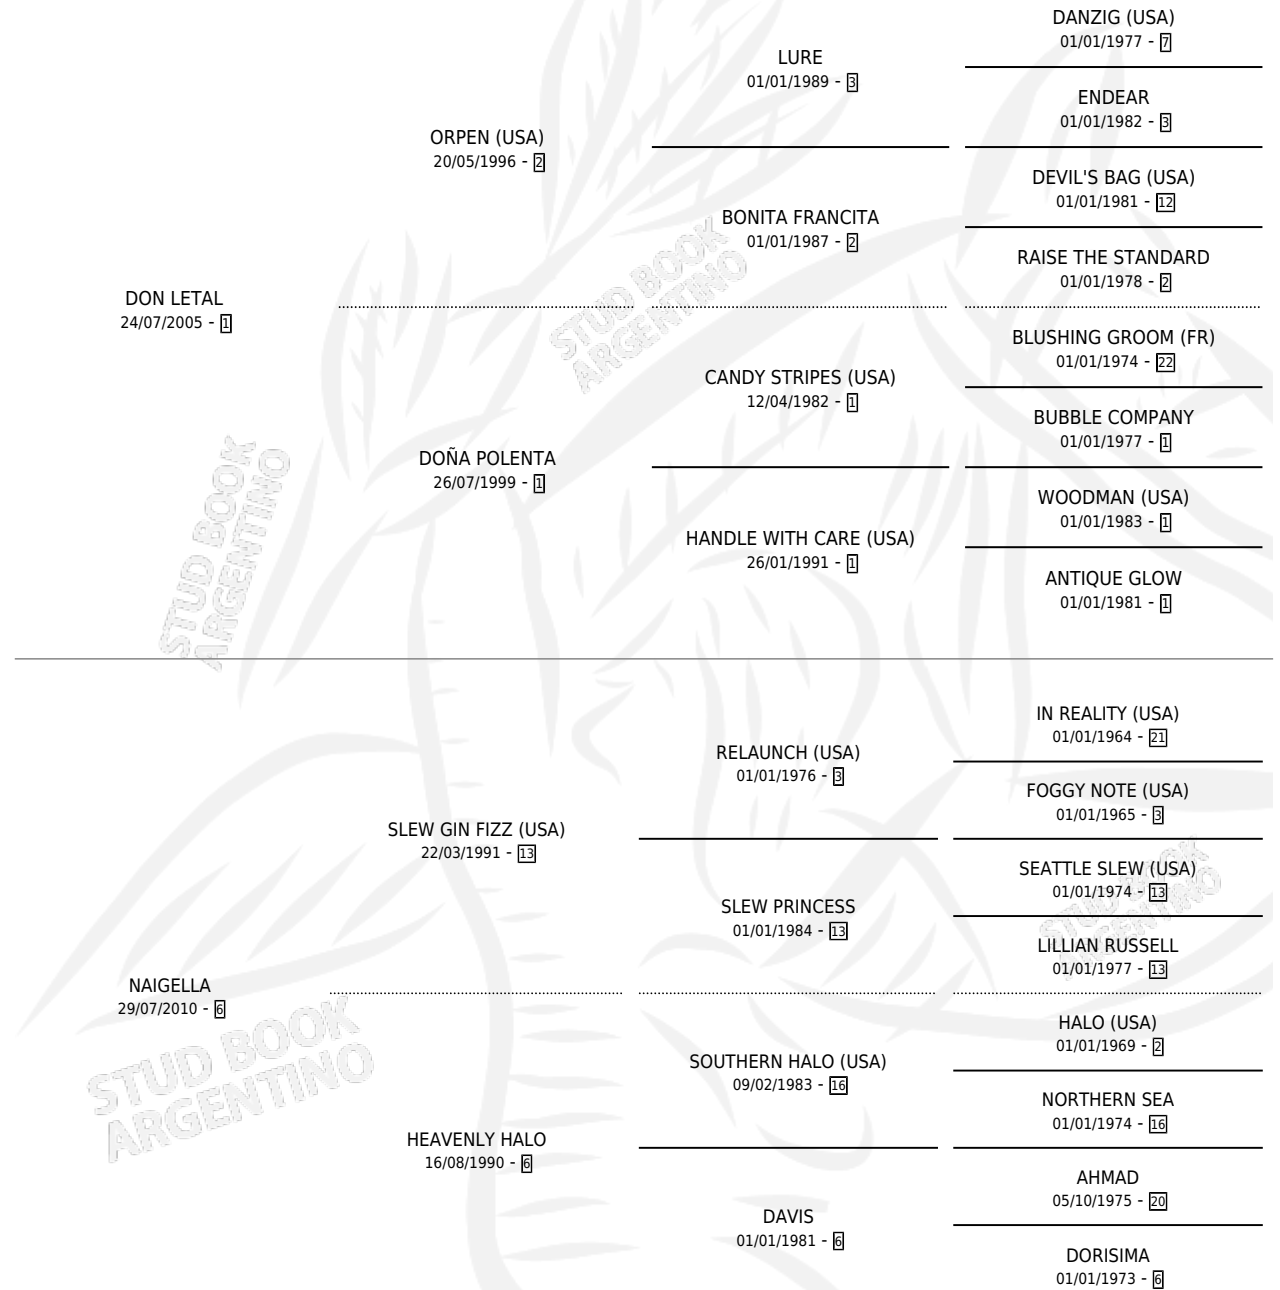 DANZIG (USA)
01/01/1977 - 7
LURE
01/01/1989 - 3
ENDEAR
01/01/1982 - 3
ORPEN (USA)
20/05/1996 - 2
DEVIL'S BAG (USA)
01/01/1981 - 12
BONITA FRANCITA
01/01/1987 - 2
RAISE THE STANDARD
01/01/1978 - 2
DON LETAL
24/07/2005 - 1
BLUSHING GROOM (FR)
01/01/1974 - 22
CANDY STRIPES (USA)
12/04/1982 - 1
BUBBLE COMPANY
01/01/1977 - 1
DOÑA POLENTA
26/07/1999 - 1
WOODMAN (USA)
01/01/1983 - 1
HANDLE WITH CARE (USA)
26/01/1991 - 1
ANTIQUE GLOW
01/01/1981 - 1
IN REALITY (USA)
01/01/1964 - 21
RELAUNCH (USA)
01/01/1976 - 3
FOGGY NOTE (USA)
01/01/1965 - 3
SLEW GIN FIZZ (USA)
22/03/1991 - 13
SEATTLE SLEW (USA)
01/01/1974 - 13
SLEW PRINCESS
01/01/1984 - 13
LILLIAN RUSSELL
01/01/1977 - 13
NAIGELLA
29/07/2010 - 6
HALO (USA)
01/01/1969 - 2
SOUTHERN HALO (USA)
09/02/1983 - 16
NORTHERN SEA
01/01/1974 - 16
HEAVENLY HALO
16/08/1990 - 6
AHMAD
05/10/1975 - 20
DAVIS
01/01/1981 - 6
DORISIMA
01/01/1973 - 6
STUD BOOK
ARGENTINO
STUD BOOK
ARGENTINO
STUD BOOK
ARGENTINO
STUD BOOK
ARGENTINO